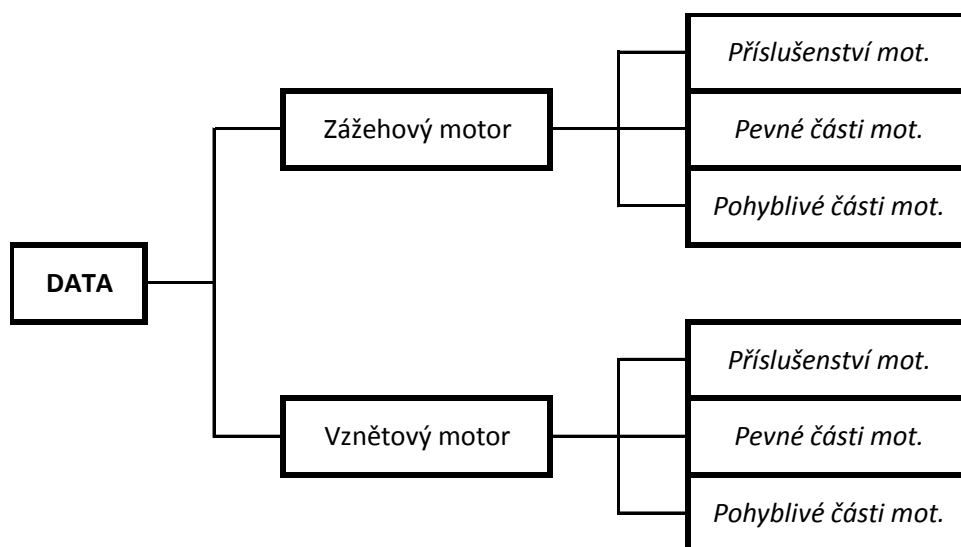 Příslušenství mot.
Zážehový motor
Pevné části mot.
Pohyblivé části mot.
DATA
Příslušenství mot.
Vznětový motor
Pevné části mot.
Pohyblivé části mot.